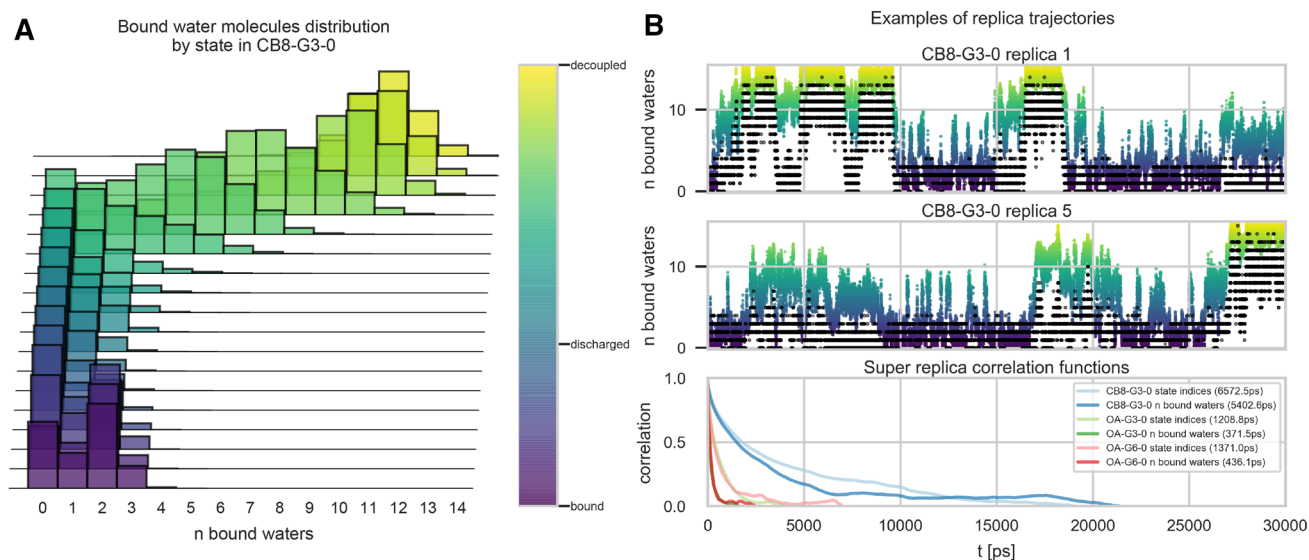 A
Bound water molecules distribution
by state in CB8-G3-0
decoupled
discharged
bound
0 1 2 3 4 5 6 7 8 9 10 11 12 13 14
n bound waters
B
Examples of replica trajectories
CB8-G3-0 replica 1
n bound waters
10
0
CB8-G3-0 replica 5
n bound waters
10
0
Super replica correlation functions
correlation
1.0
0.5
0.0
CB8-G3-0 state indices (6572.5ps)
CB8-G3-0 n bound waters (5402.6ps)
OA-G3-0 state indices (1208.8ps)
OA-G3-0 n bound waters (371.5ps)
OA-G6-0 state indices (1371.0ps)
OA-G6-0 n bound waters (436.1ps)
0 5000 10000 15000 20000 25000 30000
t [ps]